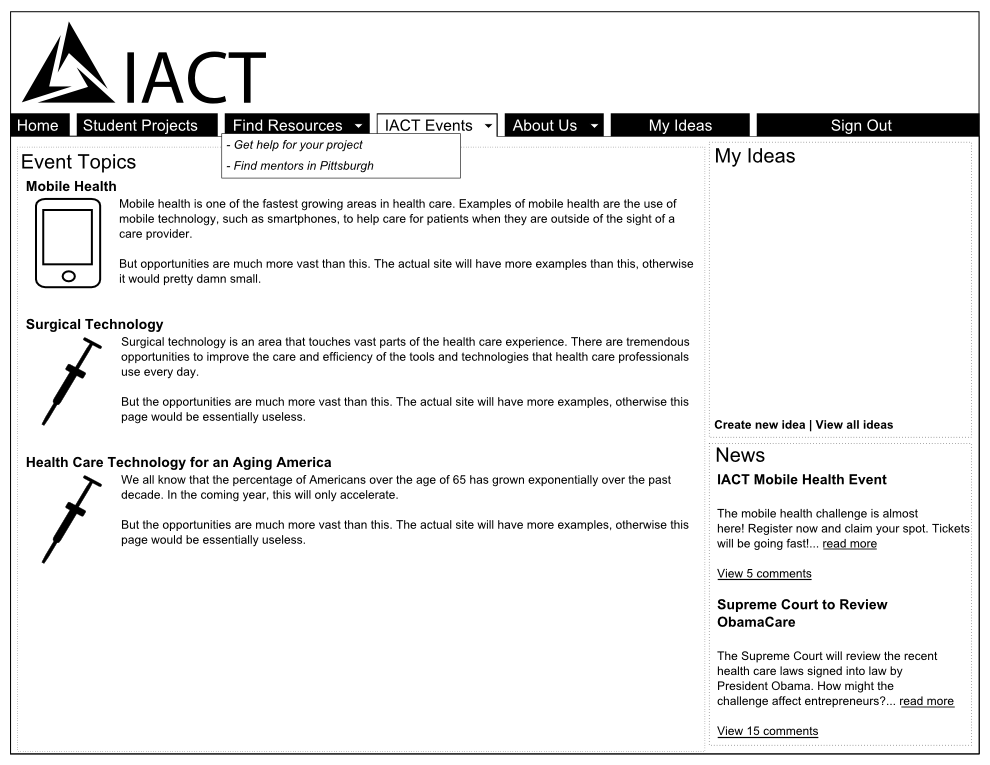 IACT
Home
Student Projects
Find Resources
IACT Events
About Us
My Ideas
Sign Out
- Get help for your project
- Find mentors in Pittsburgh
Event Topics
Mobile Health
Mobile health is one of the fastest growing areas in health care. Examples of mobile health are the use of
mobile technology, such as smartphones, to help care for patients when they are outside of the sight of a
care provider.
But opportunities are much more vast than this. The actual site will have more examples than this, otherwise
it would pretty damn small.
Surgical Technology
Surgical technology is an area that touches vast parts of the health care experience. There are tremendous
opportunities to improve the care and efficiency of the tools and technologies that health care professionals
use every day.
But the opportunities are much more vast than this. The actual site will have more examples, otherwise this
page would be essentially useless.
Health Care Technology for an Aging America
We all know that the percentage of Americans over the age of 65 has grown exponentially over the past
decade. In the coming year, this will only accelerate.
But the opportunities are much more vast than this. The actual site will have more examples, otherwise this
page would be essentially useless.
My Ideas
Create new idea | View all ideas
News
IACT Mobile Health Event
The mobile health challenge is almost
here! Register now and claim your spot. Tickets
will be going fast!... read more
View 5 comments
Supreme Court to Review
ObamaCare
The Supreme Court will review the recent
health care laws signed into law by
President Obama. How might the
challenge affect entrepreneurs?... read more
View 15 comments